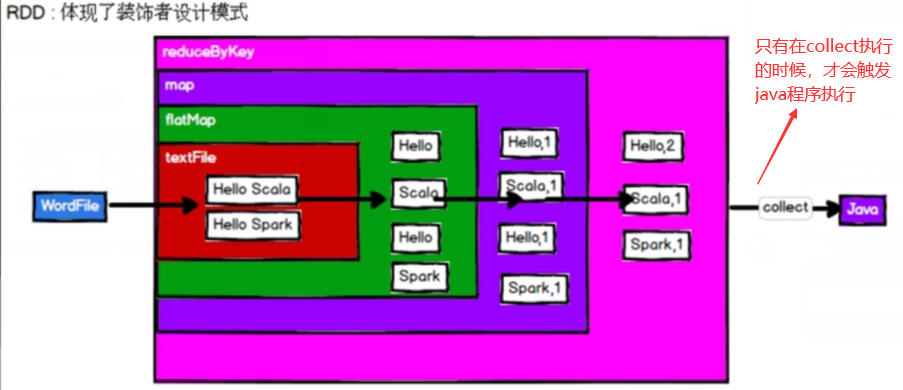 RDD : 体现了装饰者设计模式
reduceByKey
map
flatMap
textFile
WordFile
Hello Scala
Hello Spark
Hello
Scala
Hello
Spark
Hello,1
Scala,1
Hello,1
Spark,1
Hello,2
Scala,1
Spark,1
collect
Java
只有在collect执行
的时候，才会触发
java程序执行